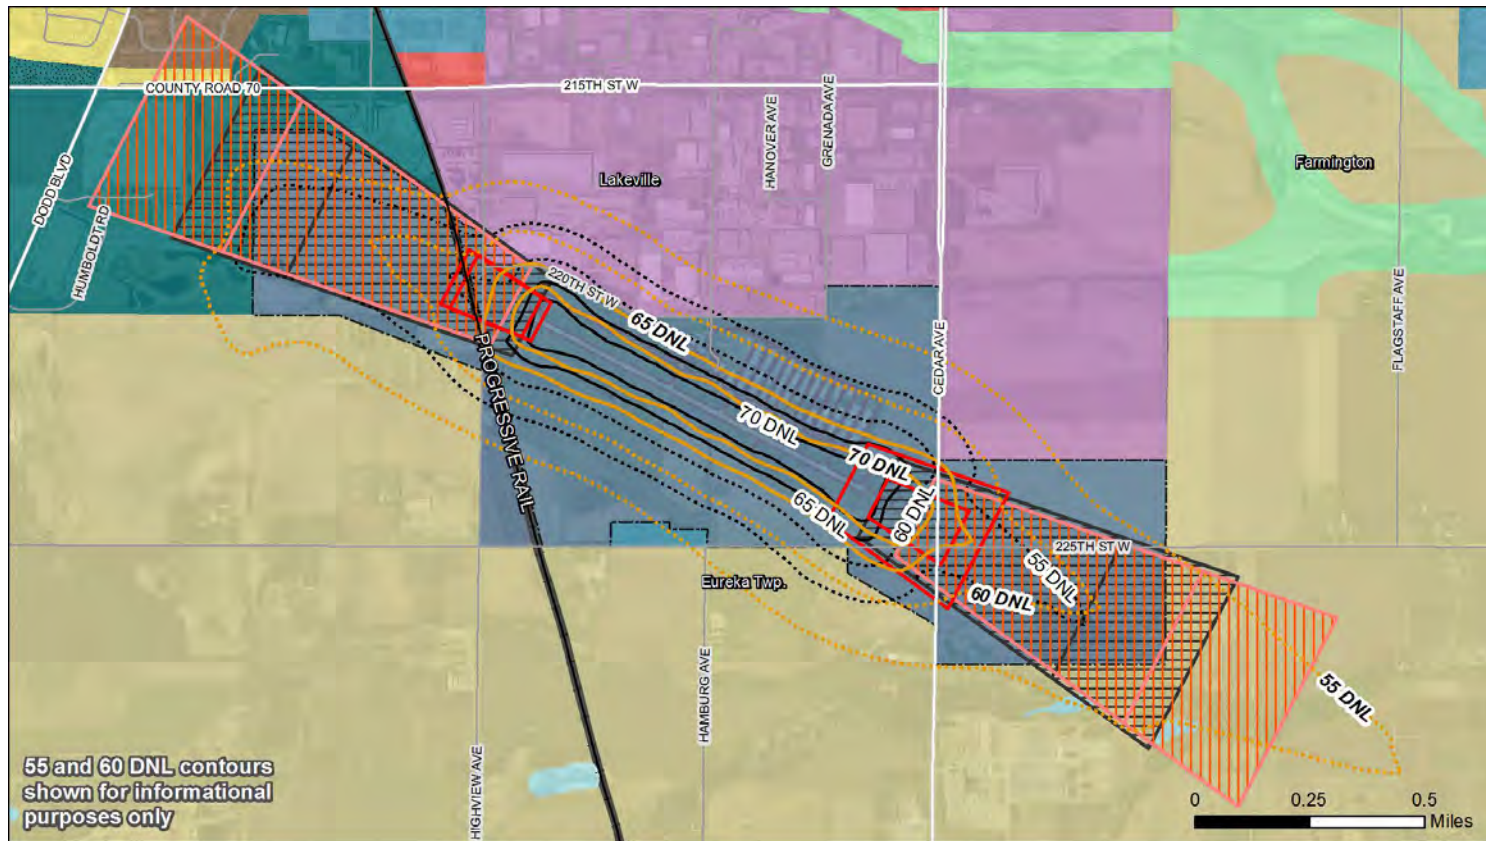 COUNTY ROAD 70
215TH ST W
DODD BLVD
HUMBOLDT RD
Lakeville
HANOVER AVE
GRENADA AVE
Farmington
FLAGSTAFF AVE
220TH ST W
65 DNL
CEDAR AVE
PROGRESSIVE RAIL
70 DNL
70 DNL
65 DNL
60 DNL
225TH ST W
55 DNL
60 DNL
Eureka Twp.
HAMBURG AVE
HIGHVIEW AVE
55 DNL
55 and 60 DNL contours
shown for informational
purposes only
0 0.25 0.5
Miles